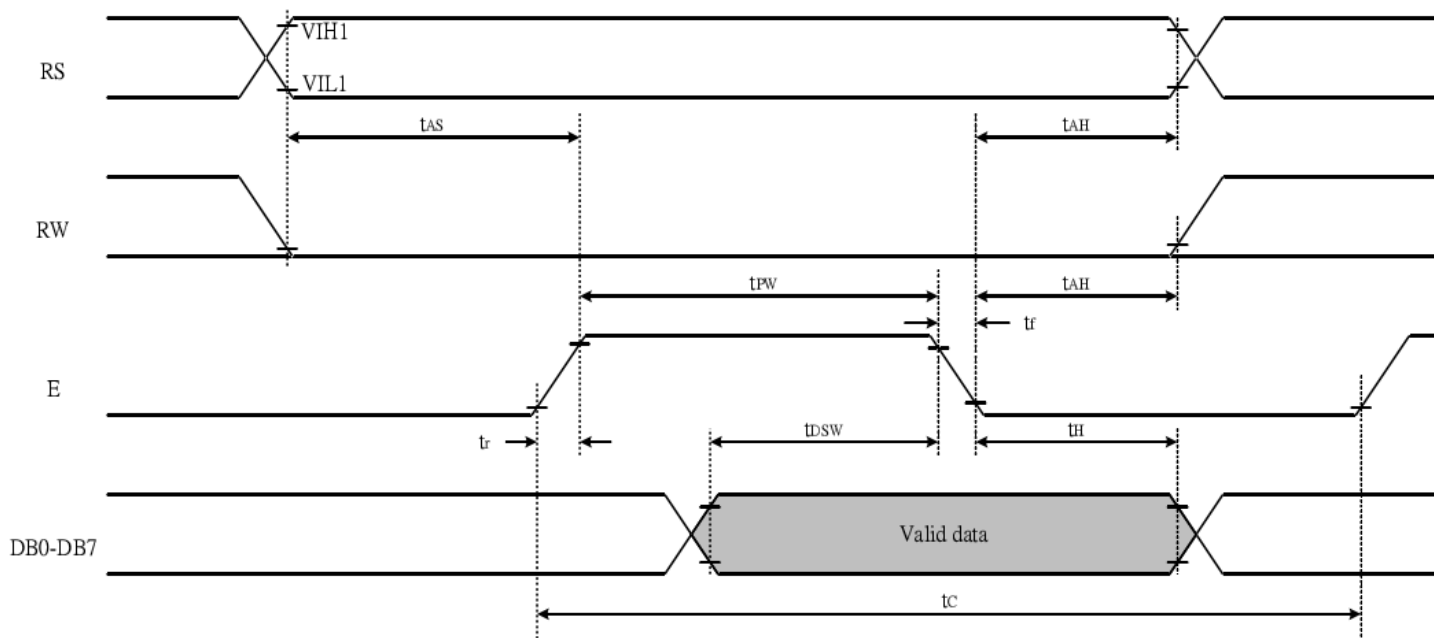 VIH1
RS
VIL1
tAS
tAH
RW
tPW
tAH
tf
E
tr
tDSW
tH
Valid data
DB0-DB7
tC